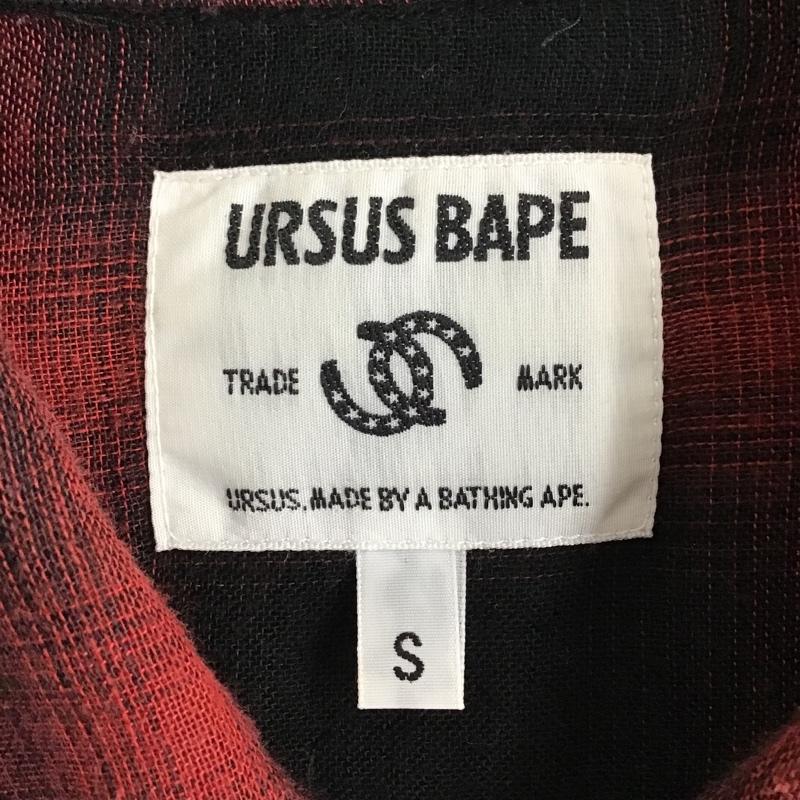 URSUS BAPE
TRADE MARK
URSUS.MADE BY A BATHING APE.
S